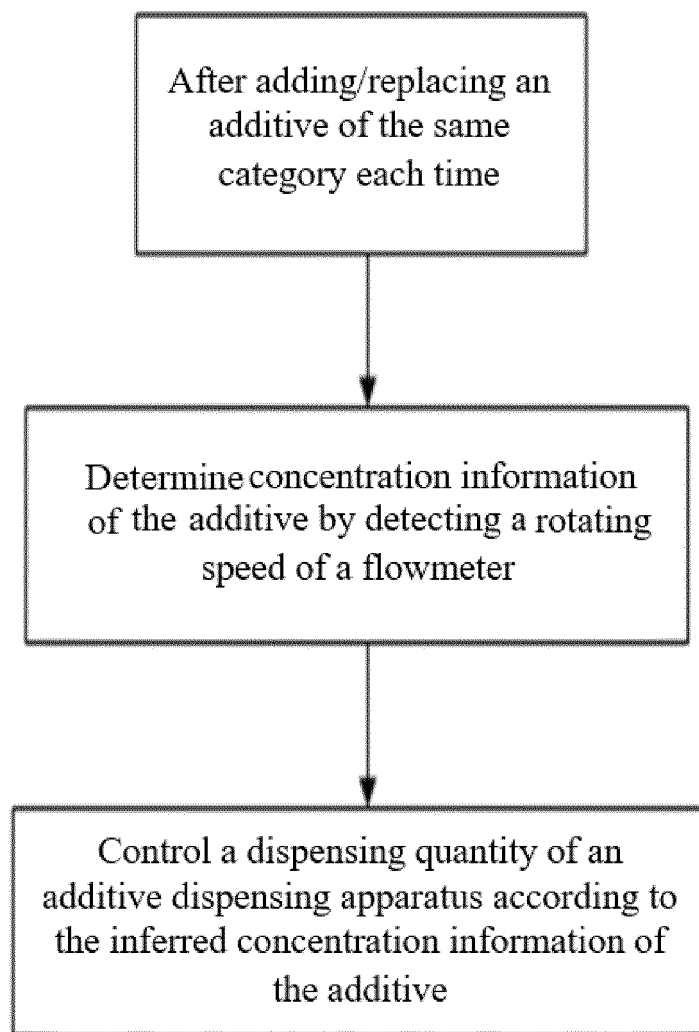 After adding/replacing an
additive of the same
category each time
Determine concentration information
of the additive by detecting a rotating
speed of a flowmeter
Control a dispensing quantity of an
additive dispensing apparatus according to
the inferred concentration information of
the additive